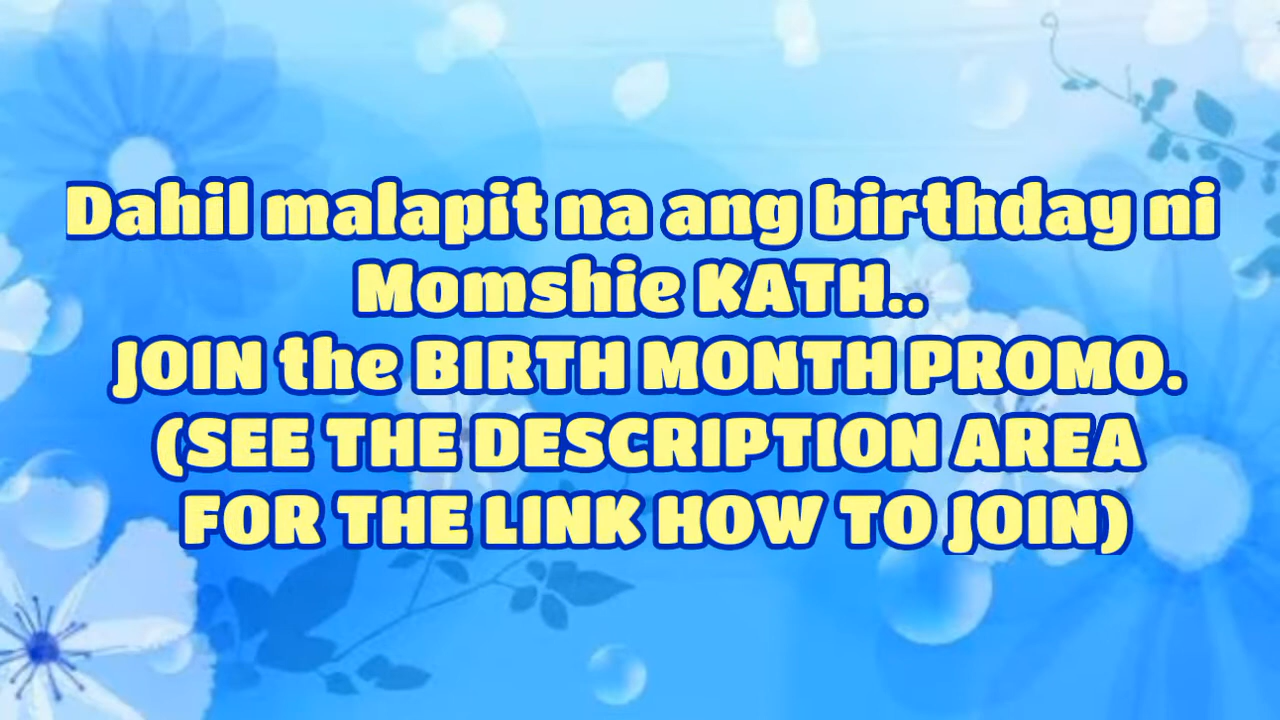 Dahil malapit na ang birthday ni
Momshie KATH..
JOIN the BIRTH MONTH PROMO.
(SEE THE DESCRIPTION AREA
FOR THE LINK HOW TO JOIN)